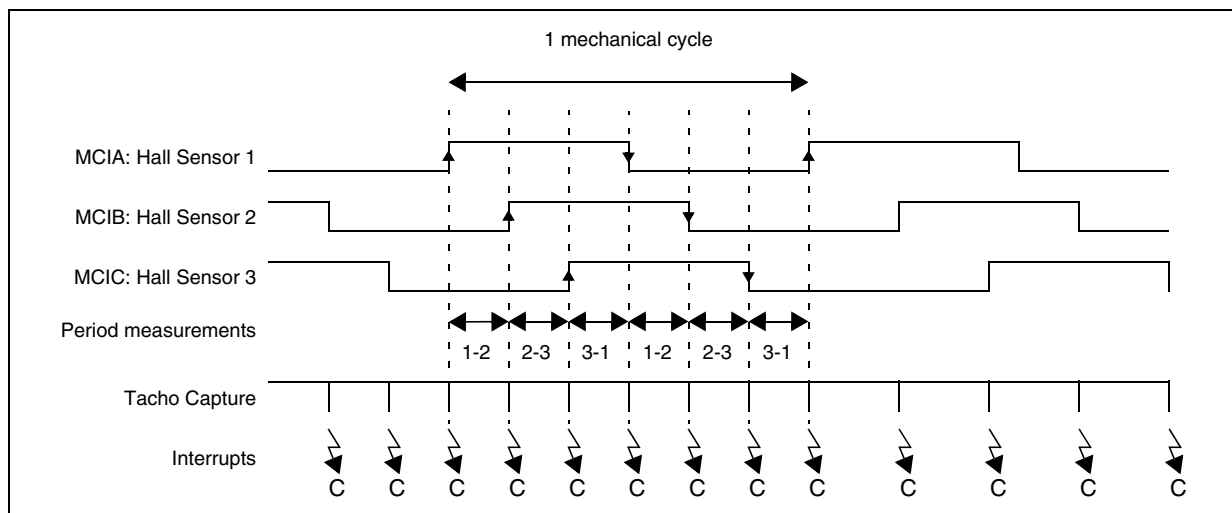 1 mechanical cycle
MCIA: Hall Sensor 1
MCIB: Hall Sensor 2
MCIC: Hall Sensor 3
Period measurements
1-2 2-3 3-1 1-2 2-3 3-1
Tacho Capture
Interrupts
C C C C C C C C C C C C C